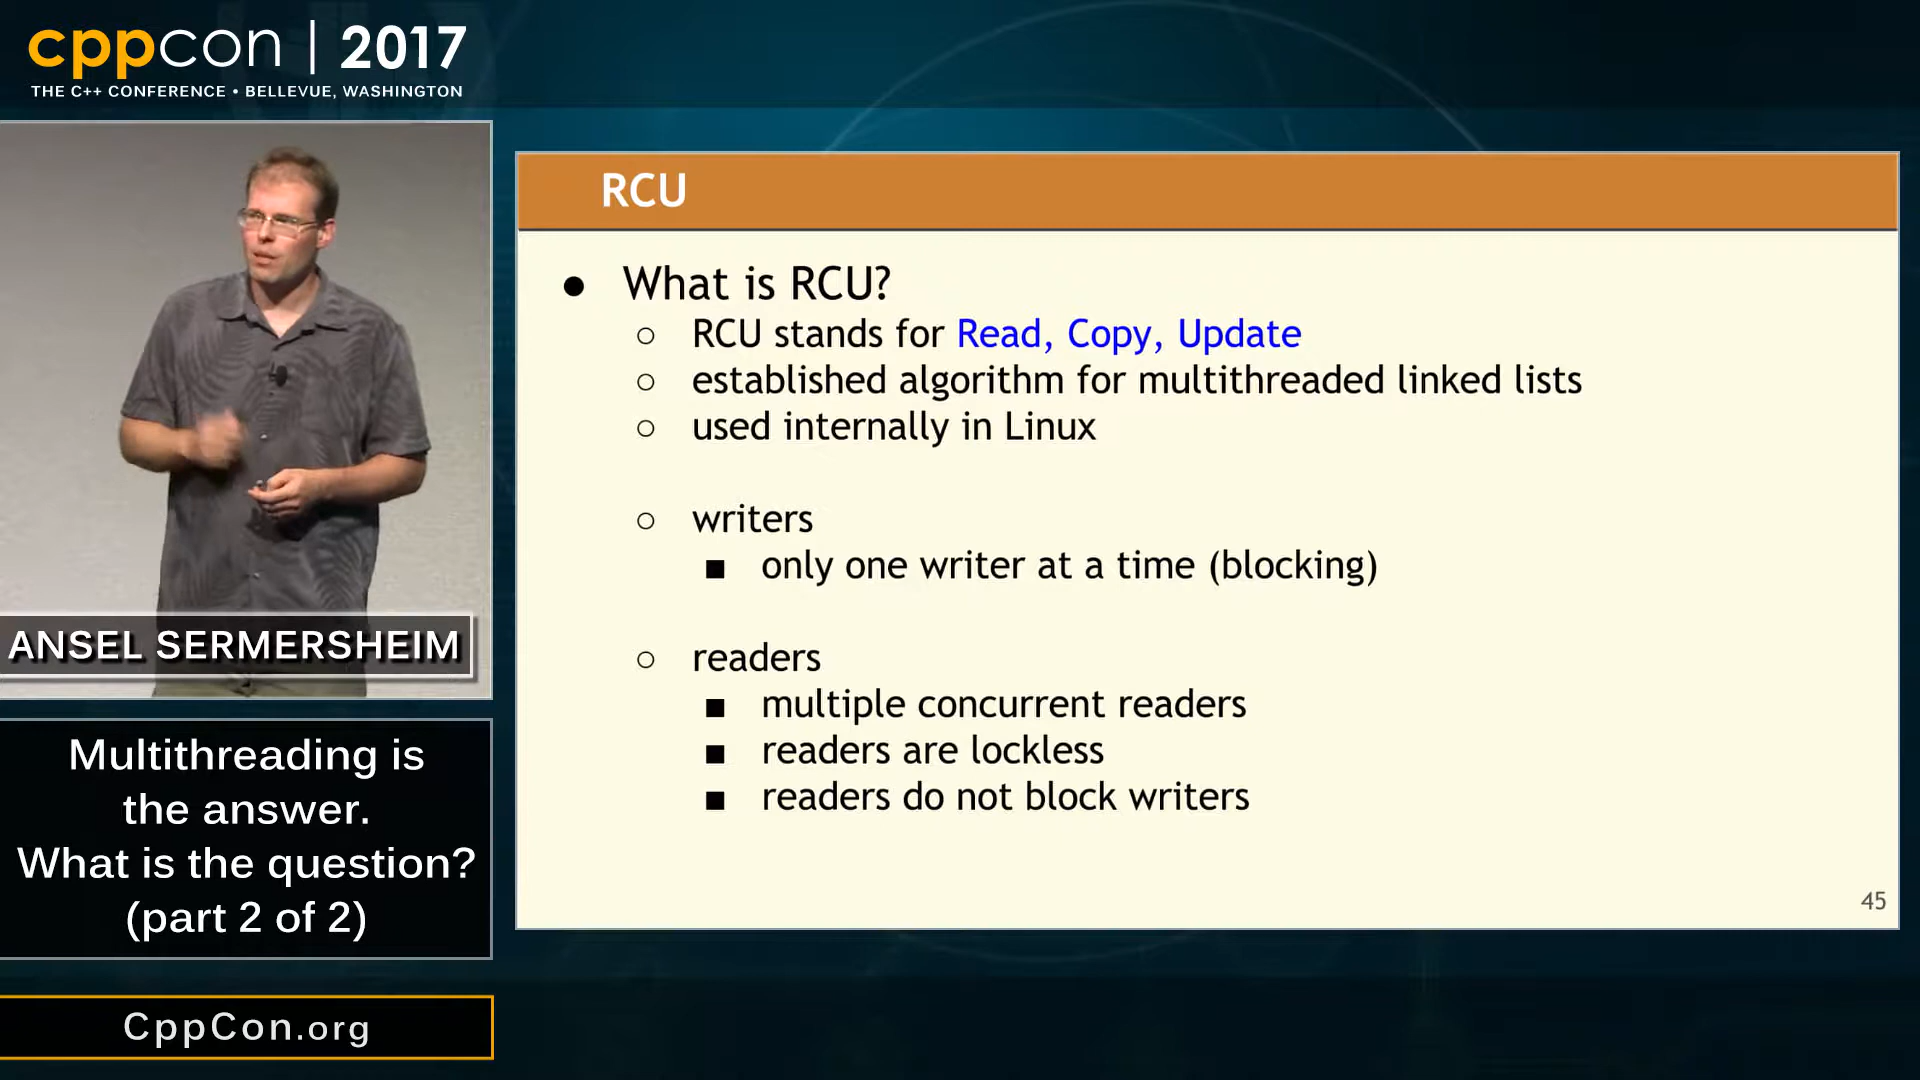 cppcon | 2017
THE C++ CONFERENCE • BELLEVUE, WASHINGTON
ANSEL SERMERSHEIM
Multithreading is
the answer.
What is the question?
(part 2 of 2)
CppCon.org
RCU
● What is RCU?
○ RCU stands for Read, Copy, Update
○ established algorithm for multithreaded linked lists
○ used internally in Linux
○ writers
■ only one writer at a time (blocking)
○ readers
■ multiple concurrent readers
■ readers are lockless
■ readers do not block writers
45